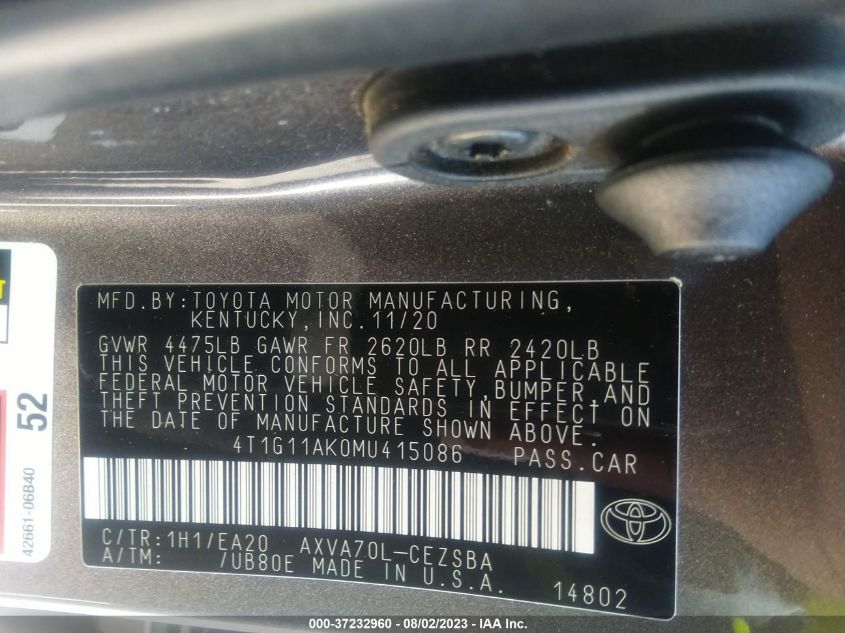 MFD.BY:TOYOTA MOTOR MANUFACTURING,
KENTUCKY,INC.11/20
GVWR 4475LB GAWR FR 2620LB RR 2420LB
THIS VEHICLE CONFORMS TO ALL APPLICABLE
FEDERAL MOTOR VEHICLE SAFETY,BUMPER,AND
THEFT PREVENTION STANDARDS IN EFFECT ON
THE DATE OF MANUFACTURE SHOWN ABOVE.
4T1G11AK0MU415086 PASS.CAR
C/TR:1H1/EA20 AXVA70L-CEZSBA
A/TM: /UB80E MADE IN U.S.A. 14802
52
42661-06B40
T
000-37232960 - 08/02/2023 - IAA Inc.